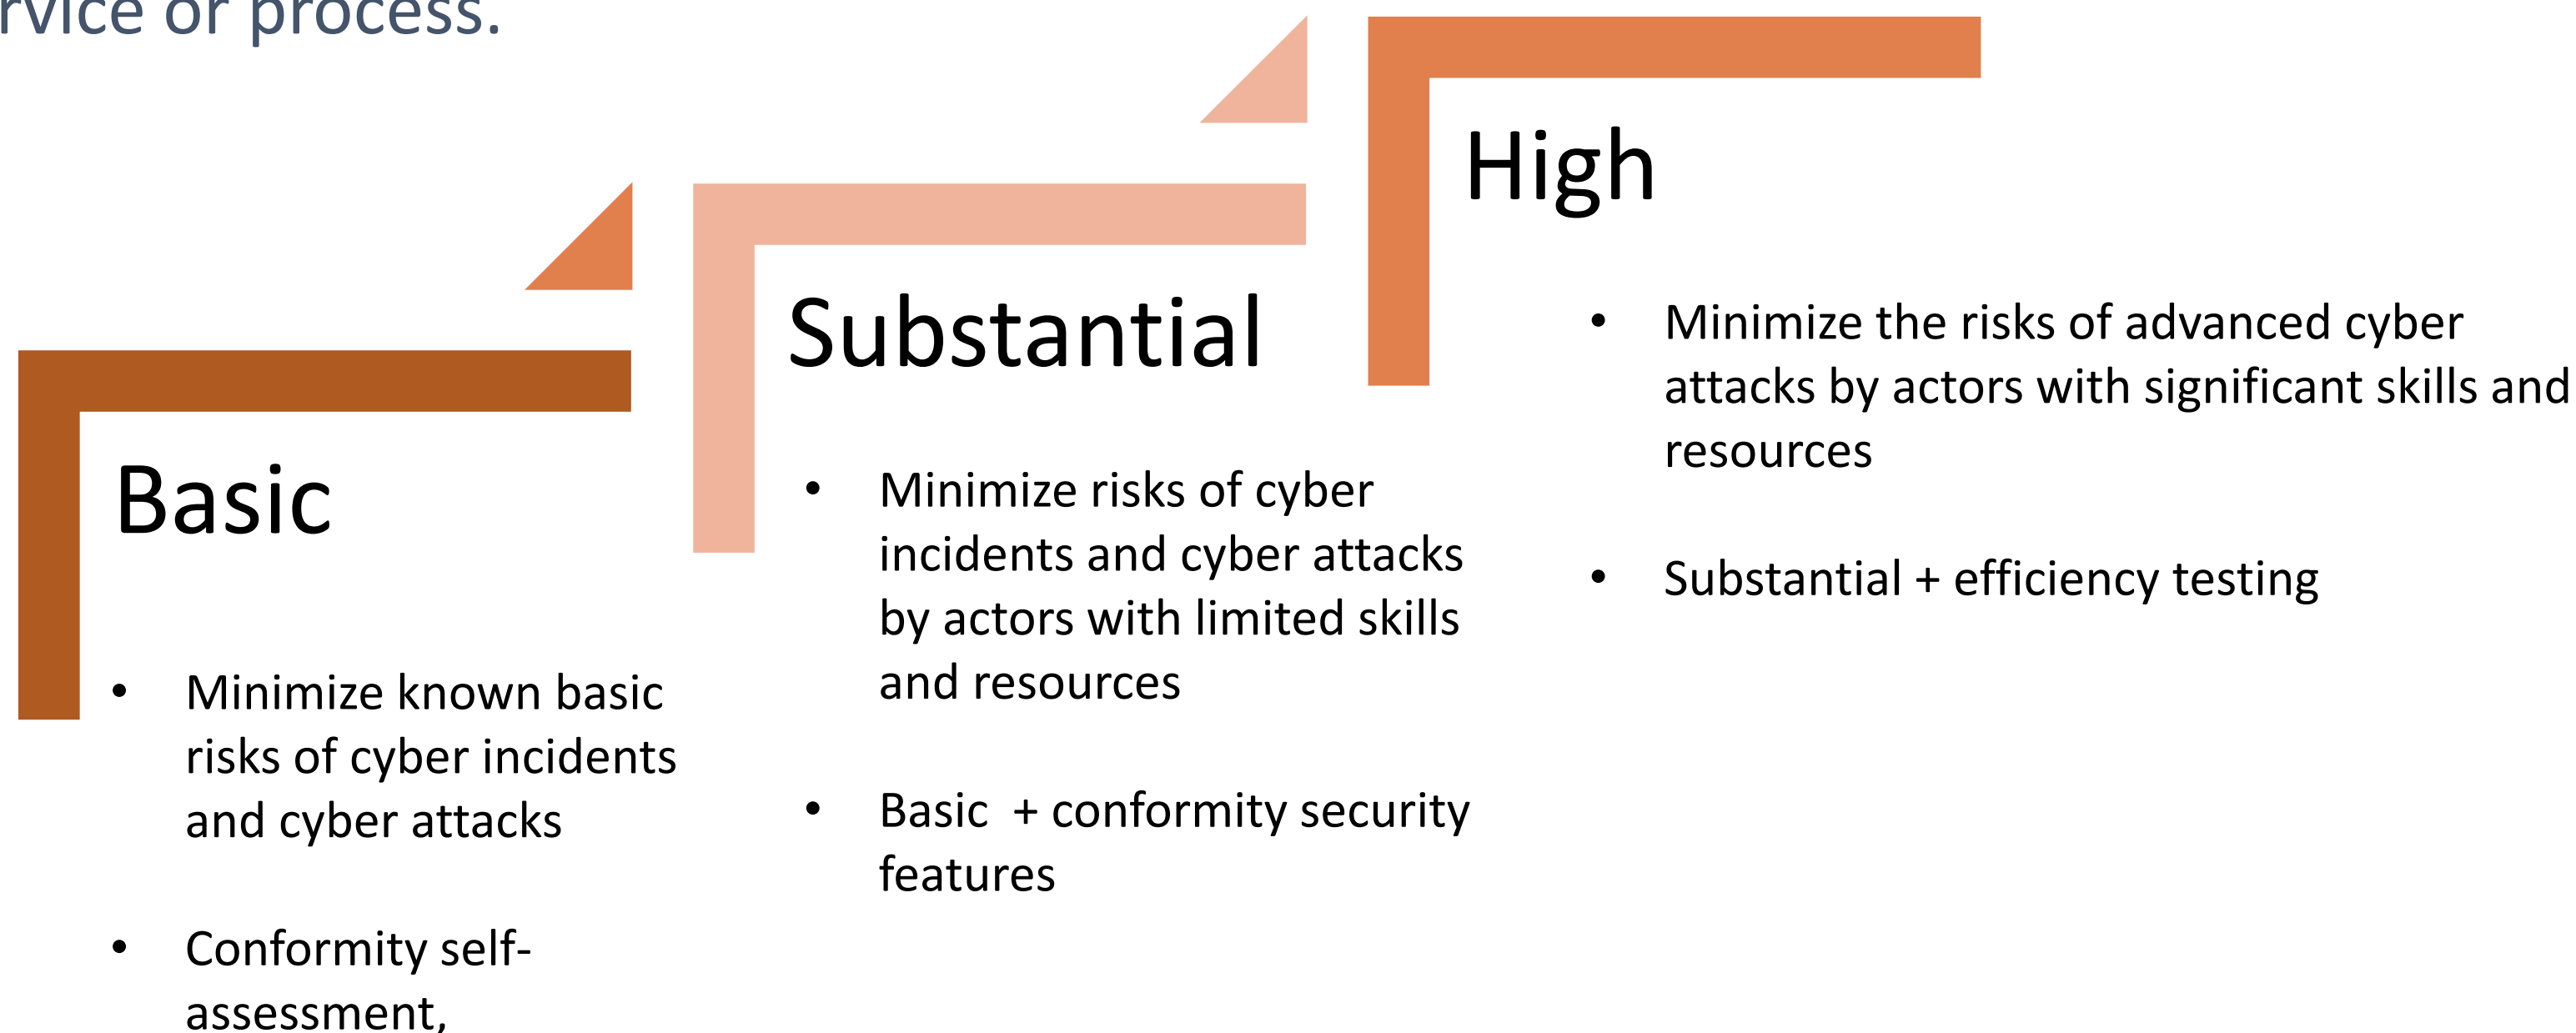 rvice or process.
High
• Minimize the risks of advanced cyber
attacks by actors with significant skills and
resources
• Substantial + efficiency testing
Substantial
• Minimize risks of cyber
incidents and cyber attacks
by actors with limited skills
and resources
• Basic  + conformity security
features
Basic
• Minimize known basic
risks of cyber incidents
and cyber attacks
• Conformity self-
assessment,